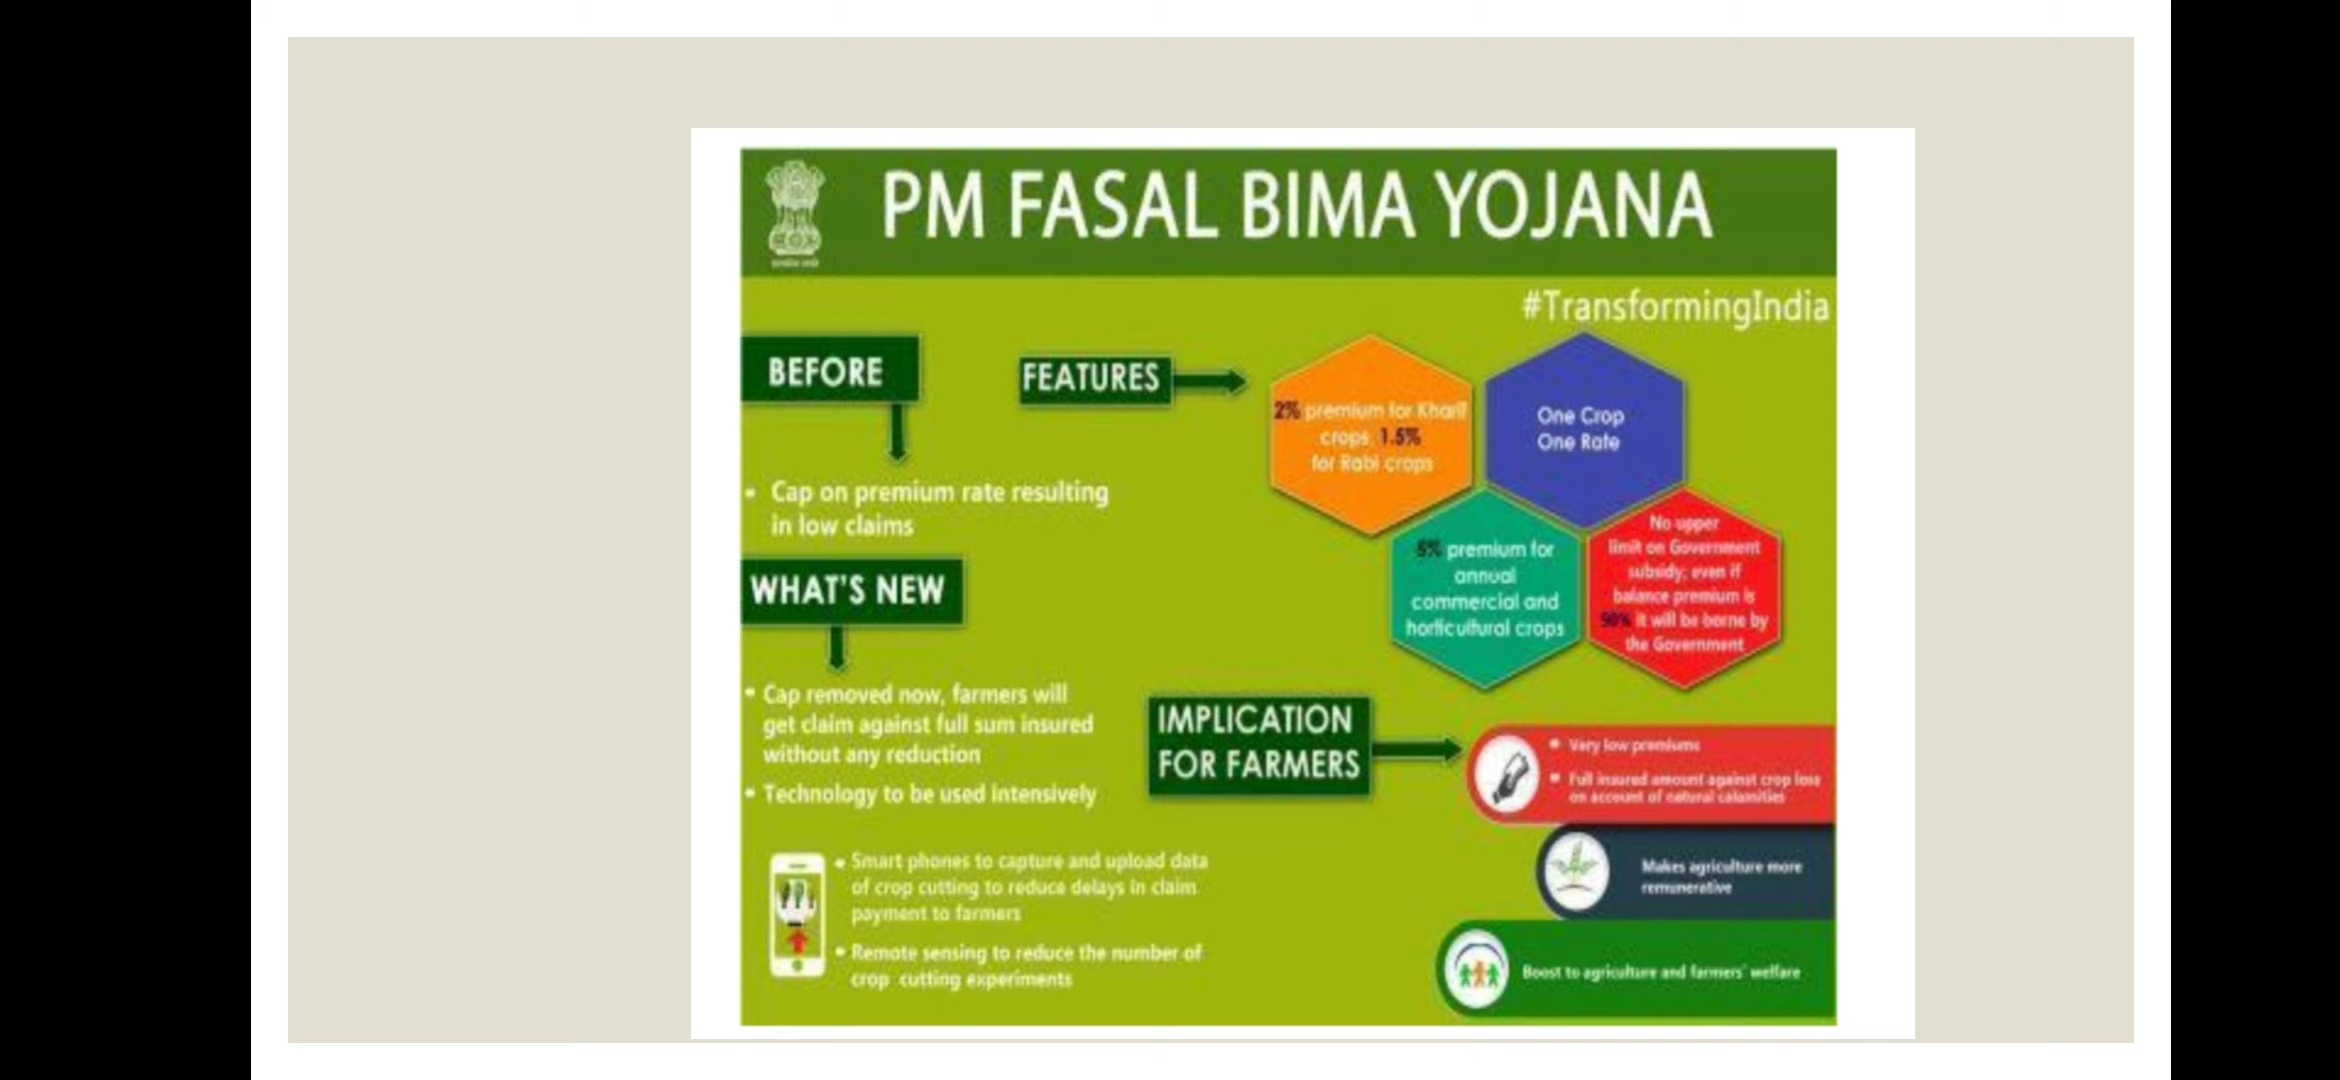 PM FASAL BIMA YOJANA
#TransformingIndia
BEFORE
• Cap on premium rate resulting
in low claims
WHAT'S NEW
• Cap removed now, farmers will
get claim against full sum insured
without any reduction
• Technology to be used intensively
• Smart phones to capture and upload data
of crop cutting to reduce delays in claim
payment to farmers
• Remote sensing to reduce the number of
crop cutting experiments
FEATURES
2% premium for Kharif
crops 1.5%
for Rabi crops
One Crop
One Rate
5% premium for
annual
commercial and
horticultural crops
No upper
limit on Government
subsidy; even if
balance premium is
90% it will be borne by
the Government
IMPLICATION
FOR FARMERS
• Very low premiums
• Full insured amount against crop loss
on account of natural calamities
Makes agriculture more
remunerative
Boost to agriculture and farmers' welfare